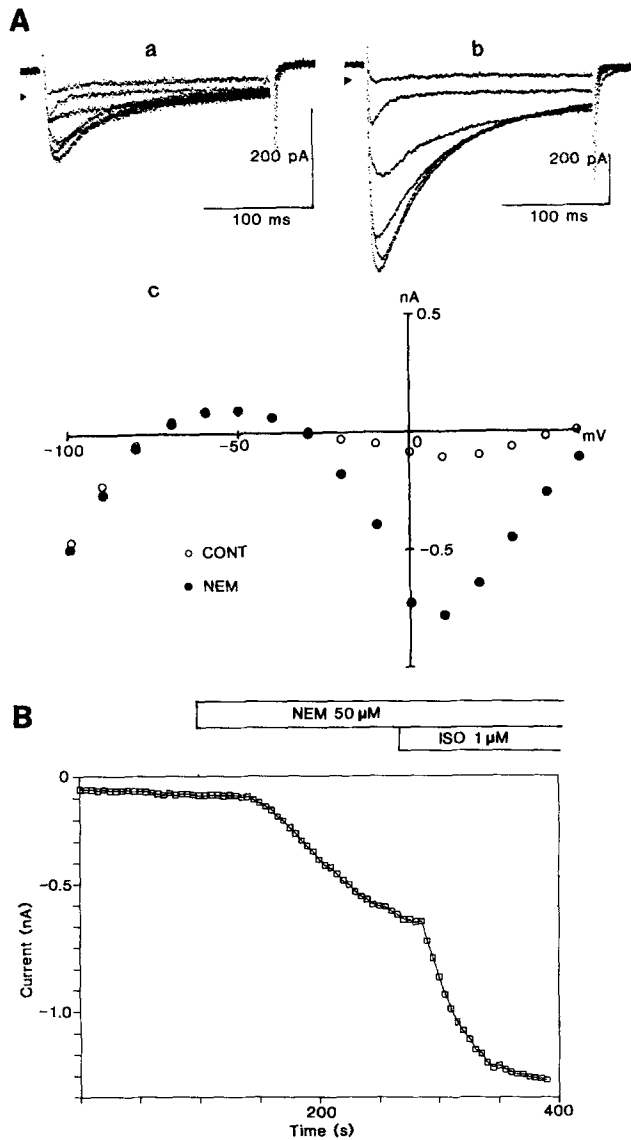 A
a
b
200 pA
100 ms
200 pA
100 ms
c
nA
0.5
-100
-50
0
mV
-0.5
○ CONT
● NEM
B
NEM 50 µM
ISO 1 µM
0
-0.5
-1.0
Current (nA)
200
400
Time (s)